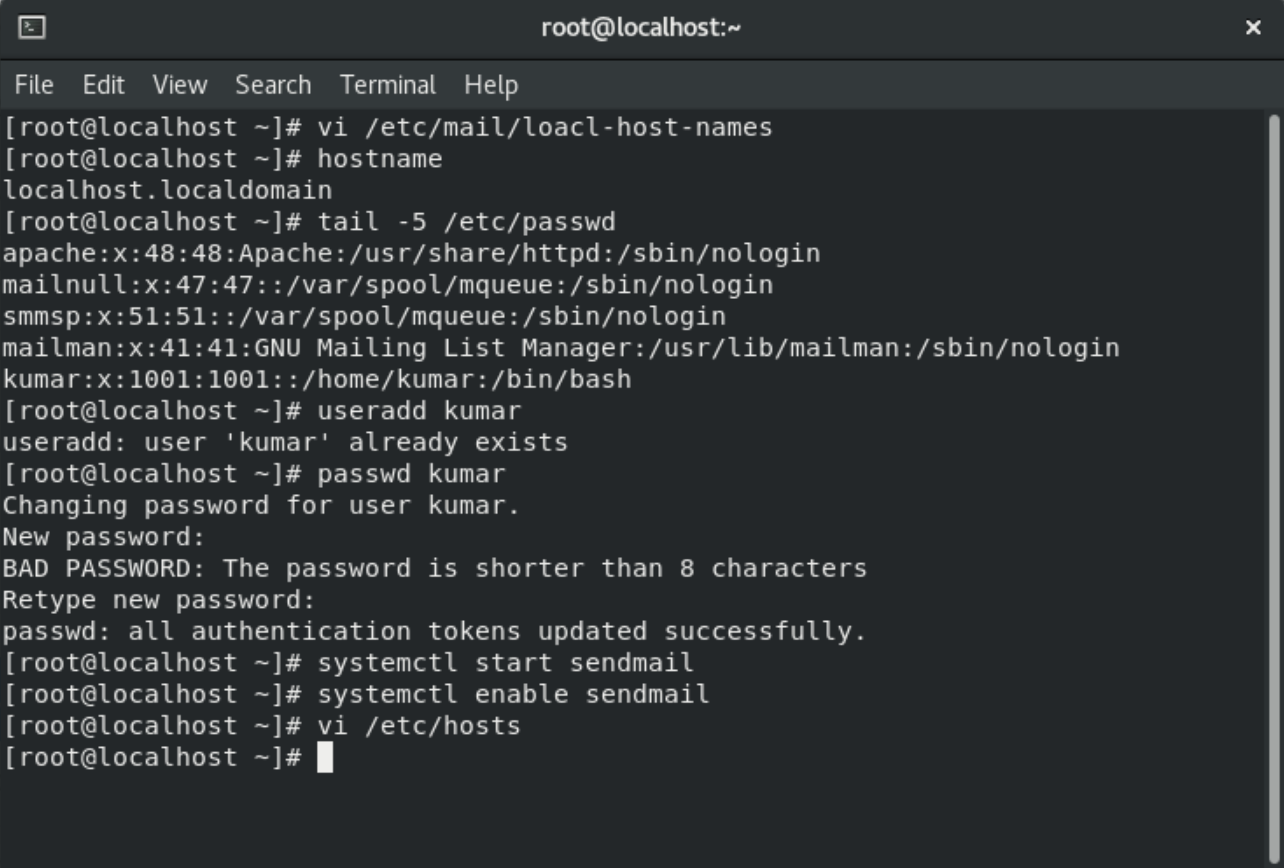 root@localhost:~
File Edit View Search Terminal Help
[root@localhost ~]# vi /etc/mail/loacl-host-names
[root@localhost ~]# hostname
localhost.localdomain
[root@localhost ~]# tail -5 /etc/passwd
apache:x:48:48:Apache:/usr/share/httpd:/sbin/nologin
mailnull:x:47:47::/var/spool/mqueue:/sbin/nologin
smmsp:x:51:51::/var/spool/mqueue:/sbin/nologin
mailman:x:41:41:GNU Mailing List Manager:/usr/lib/mailman:/sbin/nologin
kumar:x:1001:1001::/home/kumar:/bin/bash
[root@localhost ~]# useradd kumar
useradd: user 'kumar' already exists
[root@localhost ~]# passwd kumar
Changing password for user kumar.
New password:
BAD PASSWORD: The password is shorter than 8 characters
Retype new password:
passwd: all authentication tokens updated successfully.
[root@localhost ~]# systemctl start sendmail
[root@localhost ~]# systemctl enable sendmail
[root@localhost ~]# vi /etc/hosts
[root@localhost ~]#